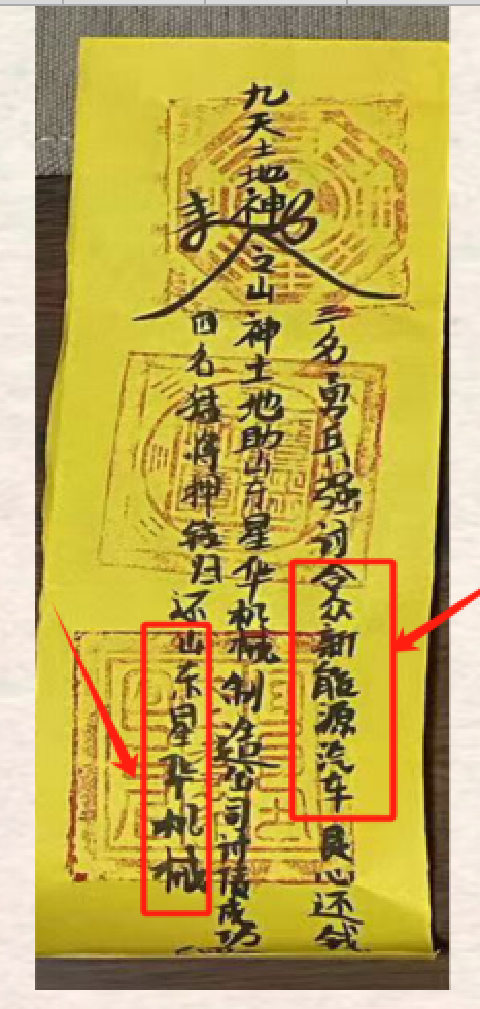 九天土地神之山神土地助山东星华机械制造公司讨债成功
三名勇兵强讨合众新能源汽车良心还钱
四名猛将押钱归还山东星华机械